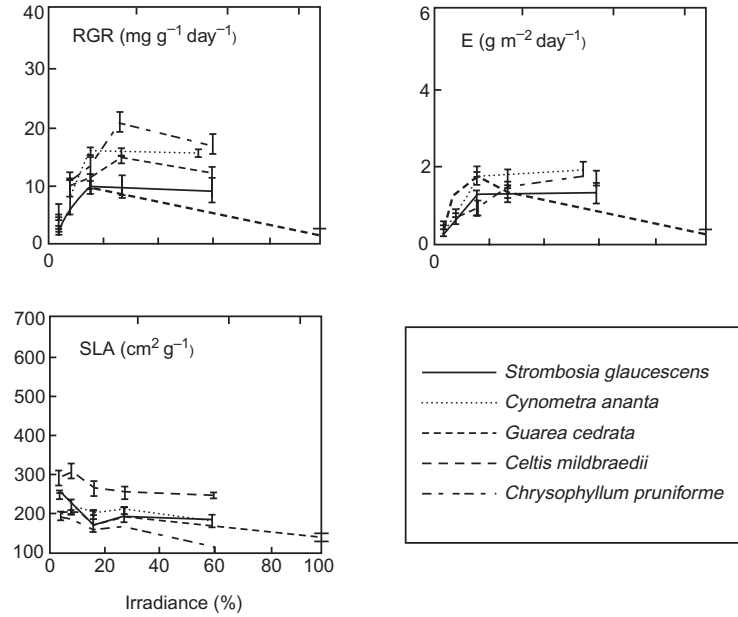 40
RGR (mg g⁻¹ day⁻¹)
30
20
10
0
0
6
E (g m⁻² day⁻¹)
4
2
0
0
700
SLA (cm² g⁻¹)
600
500
400
300
200
100
0 20 40 60 80 100
Irradiance (%)
Strombosia glaucescens
Cynometra ananta
Guarea cedrata
Celtis mildbraedii
Chrysophyllum pruniforme